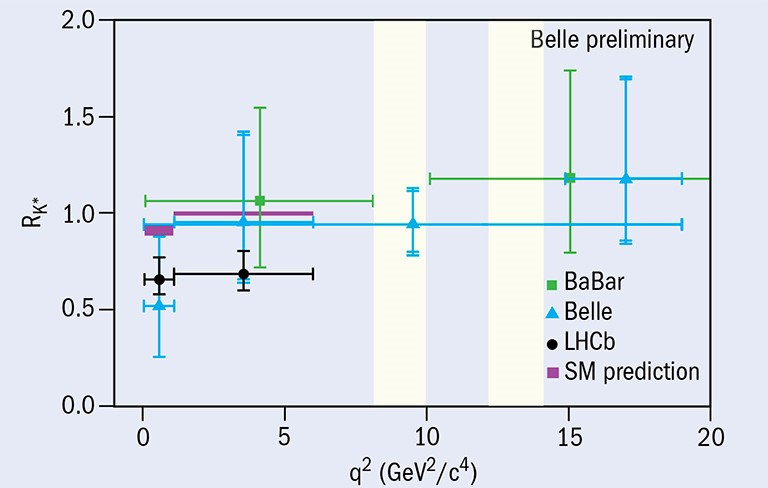 Belle preliminary
2.0
1.5
1.0
0.5
0.0
R_K*
BaBar
Belle
LHCb
SM prediction
0 5 10 15 20
q² (GeV²/c⁴)